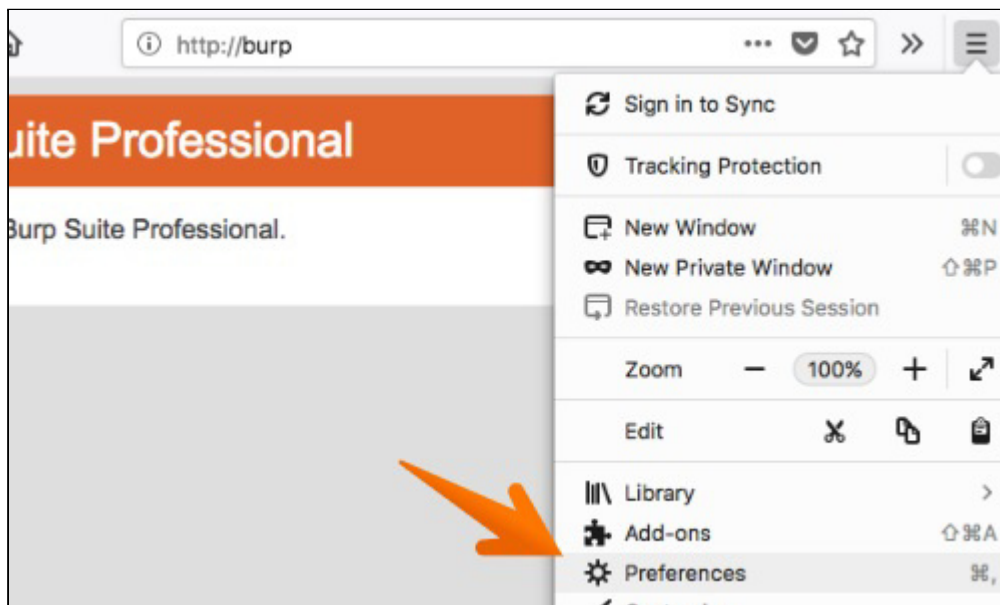 http://burp
Sign in to Sync
uite Professional
Tracking Protection
Burp Suite Professional.
New Window ⌘N
New Private Window ⇧⌘P
Restore Previous Session
Zoom − 100% +
Edit
Library >
Add-ons ⇧⌘A
Preferences ⌘,